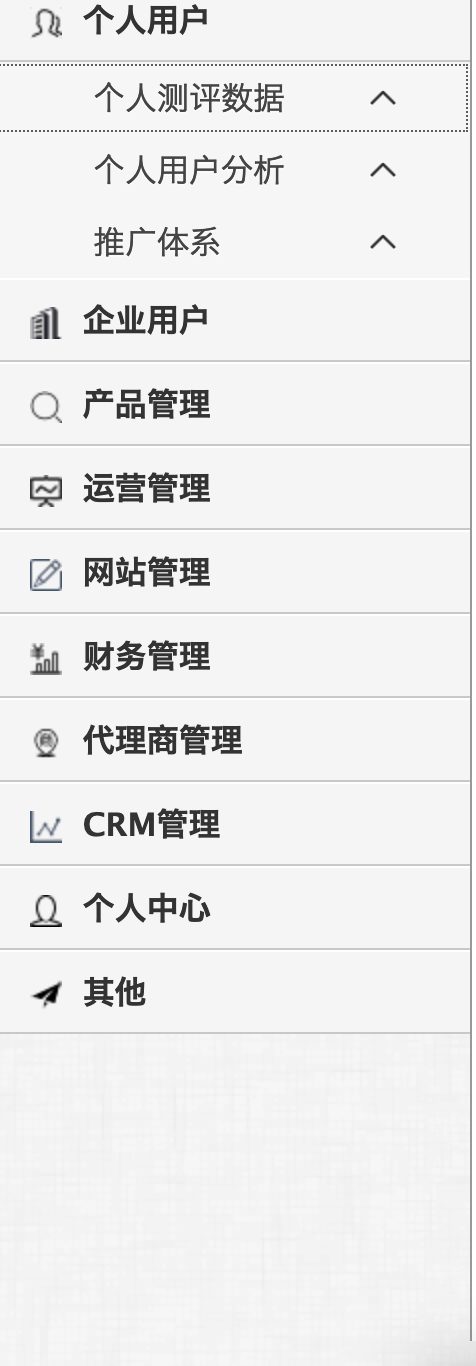 个人用户
个人测评数据
个人用户分析
推广体系
企业用户
产品管理
运营管理
网站管理
财务管理
代理商管理
CRM管理
个人中心
其他